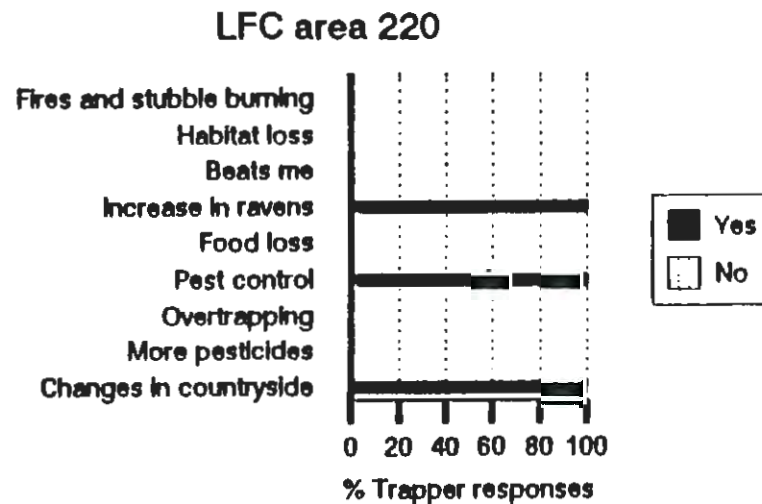 LFC area 220
Fires and stubble burning
Habitat loss
Beats me
Increase in ravens
Food loss
Pest control
Overtrapping
More pesticides
Changes in countryside
0 20 40 60 80 100
% Trapper responses
Yes
No